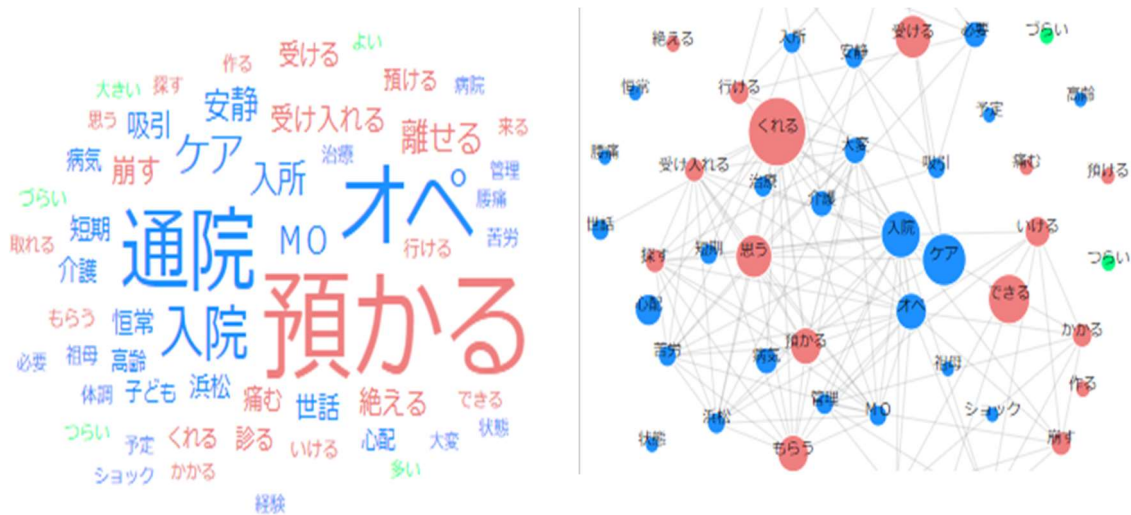 よい
受ける
作る
大きい
探す
預ける
病院
思う
吸引
安静
受け入れる
離せる
来る
病気
崩す
ケア
治療
管理
づらい
入所
オペ
腰痛
取れる
短期
通院
MO
行ける
苦労
介護
預かる
もらう
恒常
入院
必要
祖母
高齢
体調
子ども
浜松
痛む
世話
絶える
できる
つらい
予定
くれる
診る
いける
心配
大変
状態
ショック
かかる
多い
経験
絶える
入所
安静
受ける
必要
づらい
恒常
行ける
くれる
予定
高齢
腰痛
受け入れる
大変
吸引
痛む
預ける
治療
介護
世話
入院
いける
探す
短期
思う
ケア
つらい
心配
オペ
できる
苦労
預かる
病気
祖母
かかる
浜松
管理
MO
ショック
作る
状態
もらう
崩す